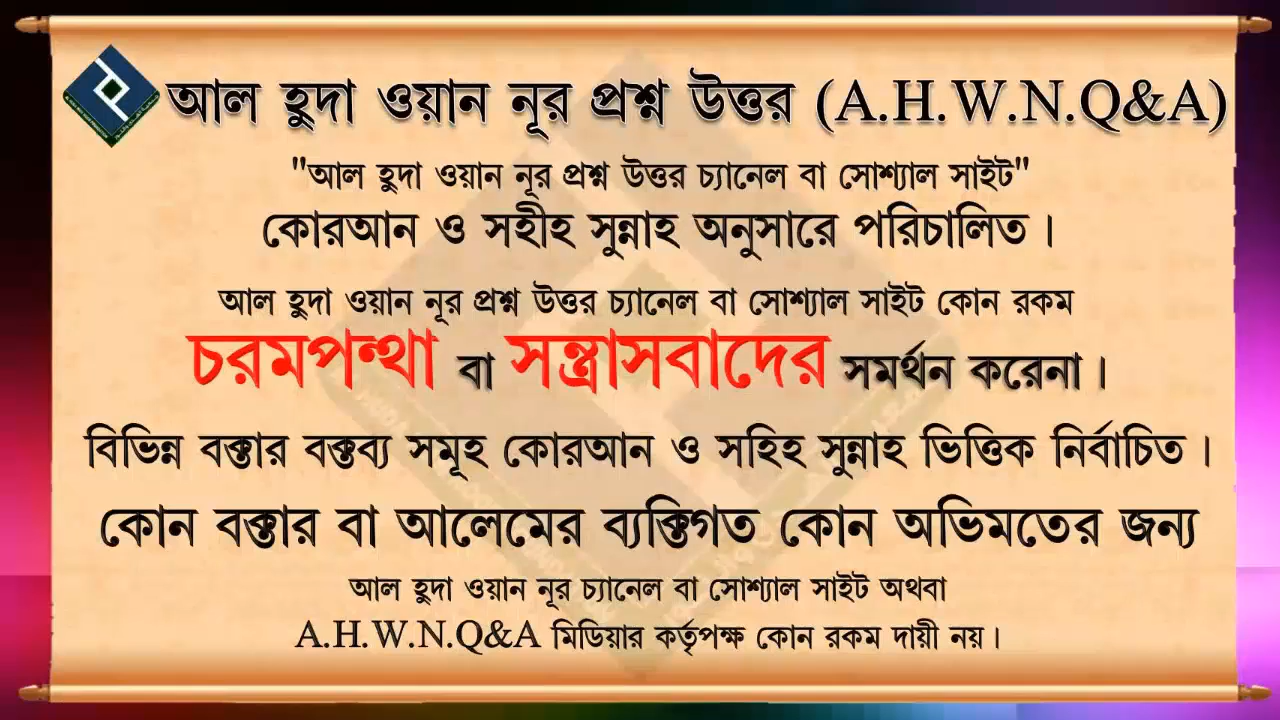 আল হুদা ওয়ান নূর প্রশ্ন উত্তর (A.H.W.N.Q&A)
"আল হুদা ওয়ান নূর প্রশ্ন উত্তর চ্যানেল বা সোশ্যাল সাইট"
কোরআন ও সহীহ সুন্নাহ অনুসারে পরিচালিত।
আল হুদা ওয়ান নূর প্রশ্ন উত্তর চ্যানেল বা সোশ্যাল সাইট কোন রকম
চরমপন্থা বা সন্ত্রাসবাদের সমর্থন করেনা।
বিভিন্ন বক্তার বক্তব্য সমূহ কোরআন ও সহিহ সুন্নাহ ভিত্তিক নির্বাচিত।
কোন বক্তার বা আলেমের ব্যক্তিগত কোন অভিমতের জন্য
আল হুদা ওয়ান নূর চ্যানেল বা সোশ্যাল সাইট অথবা
A.H.W.N.Q&A মিডিয়ার কর্তৃপক্ষ কোন রকম দায়ী নয়।